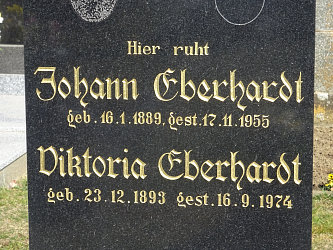 Hier ruht
Johann Eberhardt
geb. 16.1.1889, gest. 17.11.1955
Viktoria Eberhardt
geb. 23.12.1893 gest. 16.9.1974